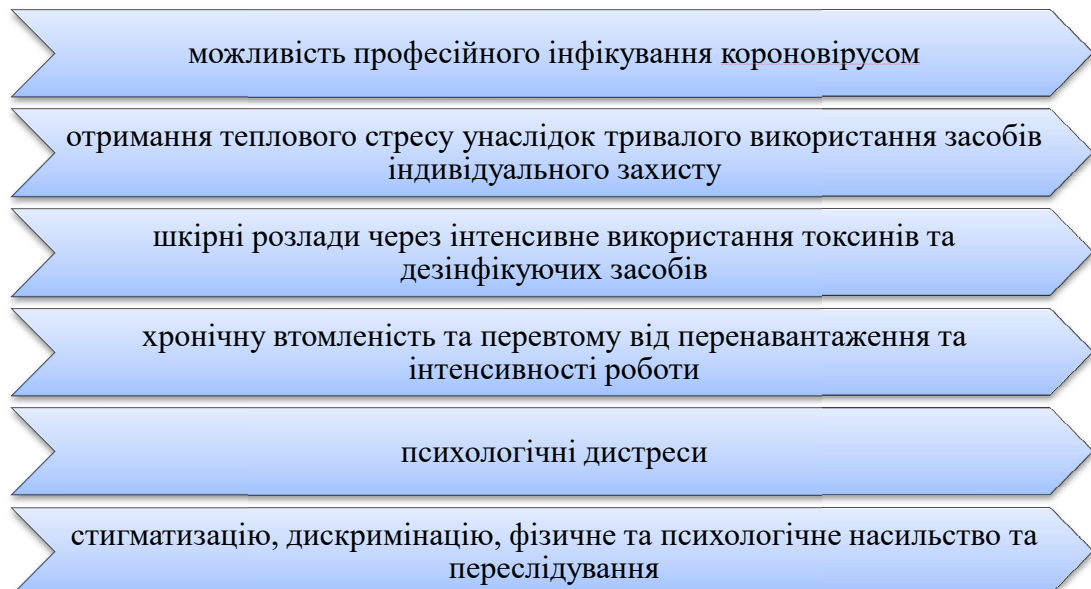 можливість професійного інфікування короновірусом
отримання теплового стресу унаслідок тривалого використання засобів
індивідуального захисту
шкірні розлади через інтенсивне використання токсинів та
дезінфікуючих засобів
хронічну втомленість та перевтому від перенавантаження та
інтенсивності роботи
психологічні дистреси
стигматизацію, дискримінацію, фізичне та психологічне насильство та
переслідування